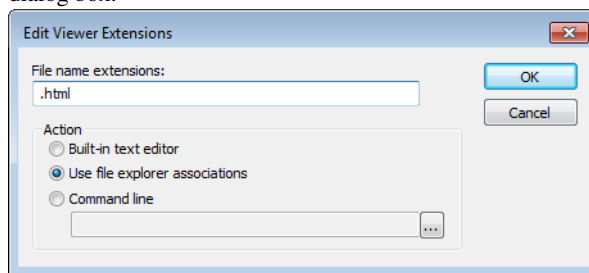 dialog box.
Edit Viewer Extensions
File name extensions:
OK
.html
Cancel
Action
Built-in text editor
Use file explorer associations
Command line
...